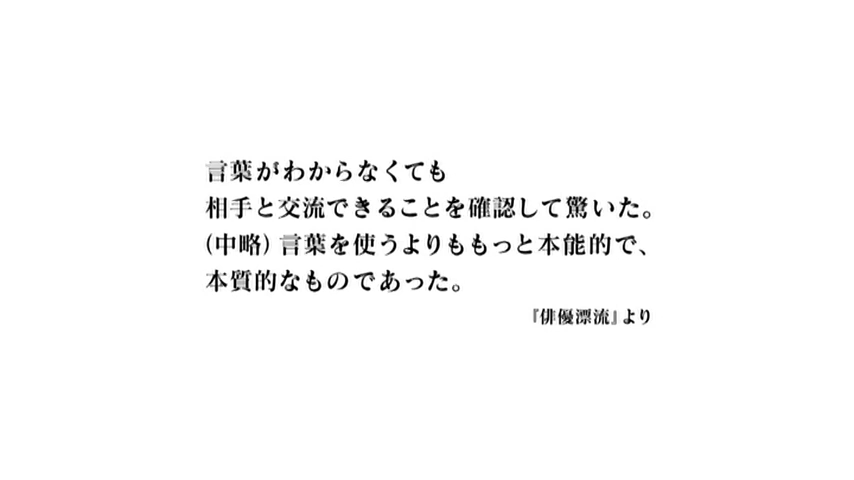 言葉がわからなくても
相手と交流できることを確認して驚いた。
(中略) 言葉を使うよりももっと本能的で、
本質的なものであった。
『俳優漂流』より